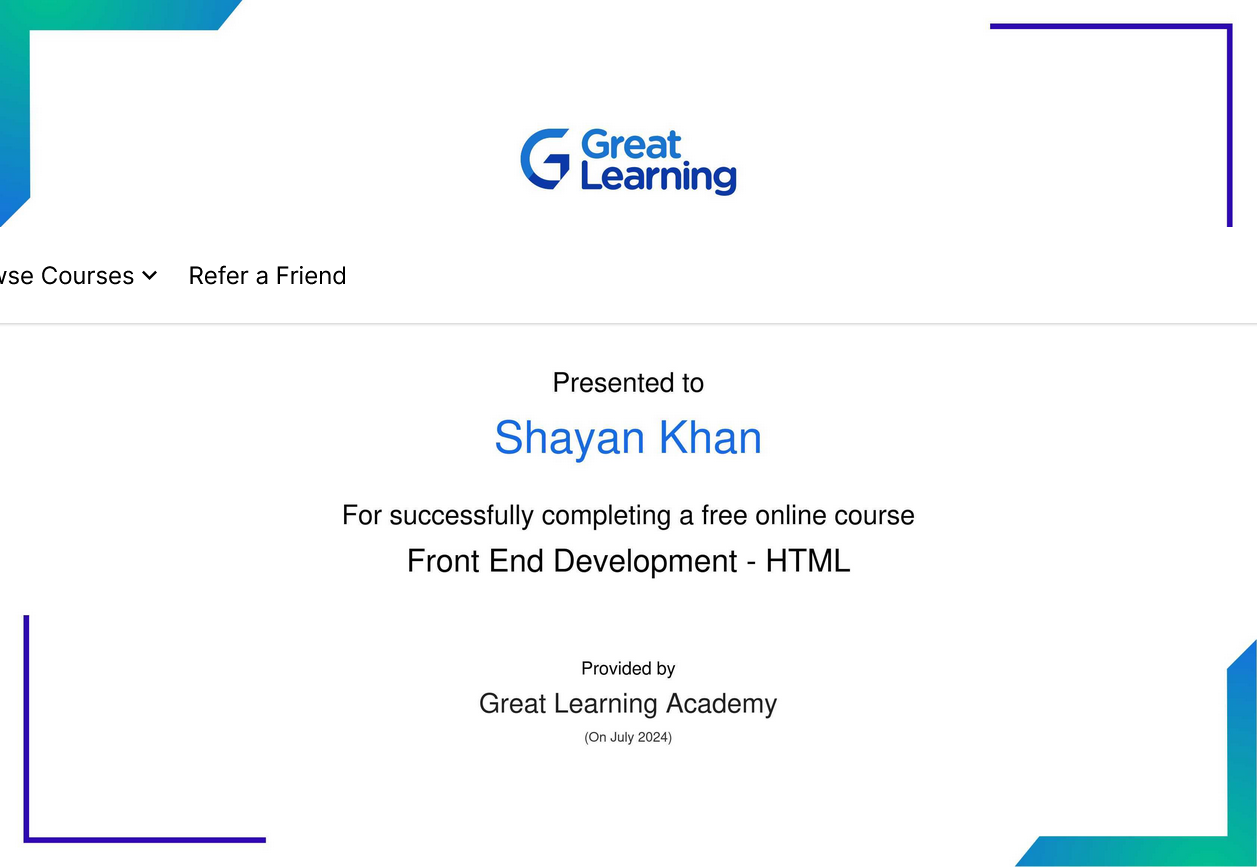 Great
Learning
Courses Refer a Friend
Presented to
Shayan Khan
For successfully completing a free online course
Front End Development - HTML
Provided by
Great Learning Academy
(On July 2024)